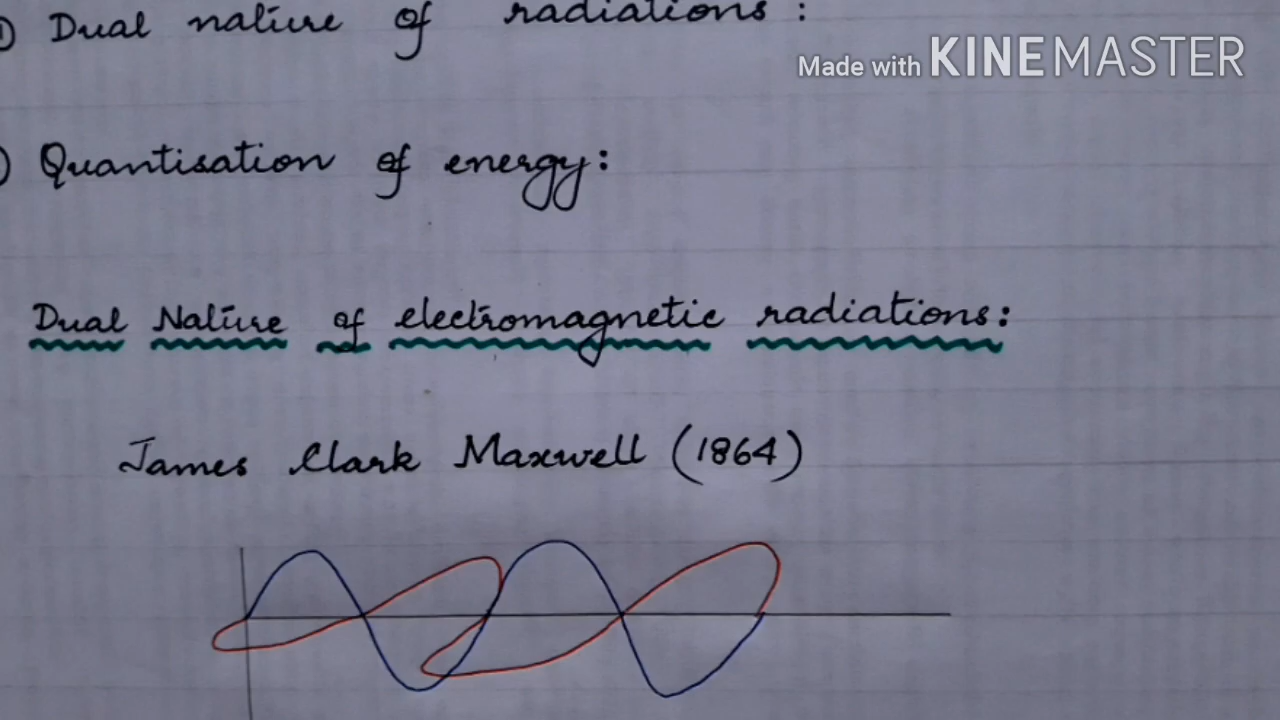 ① Dual nature of radiations :
Made with KINEMASTER
) Quantisation of energy:
Dual Nature of electromagnetic radiations:
James Clark Maxwell (1864)